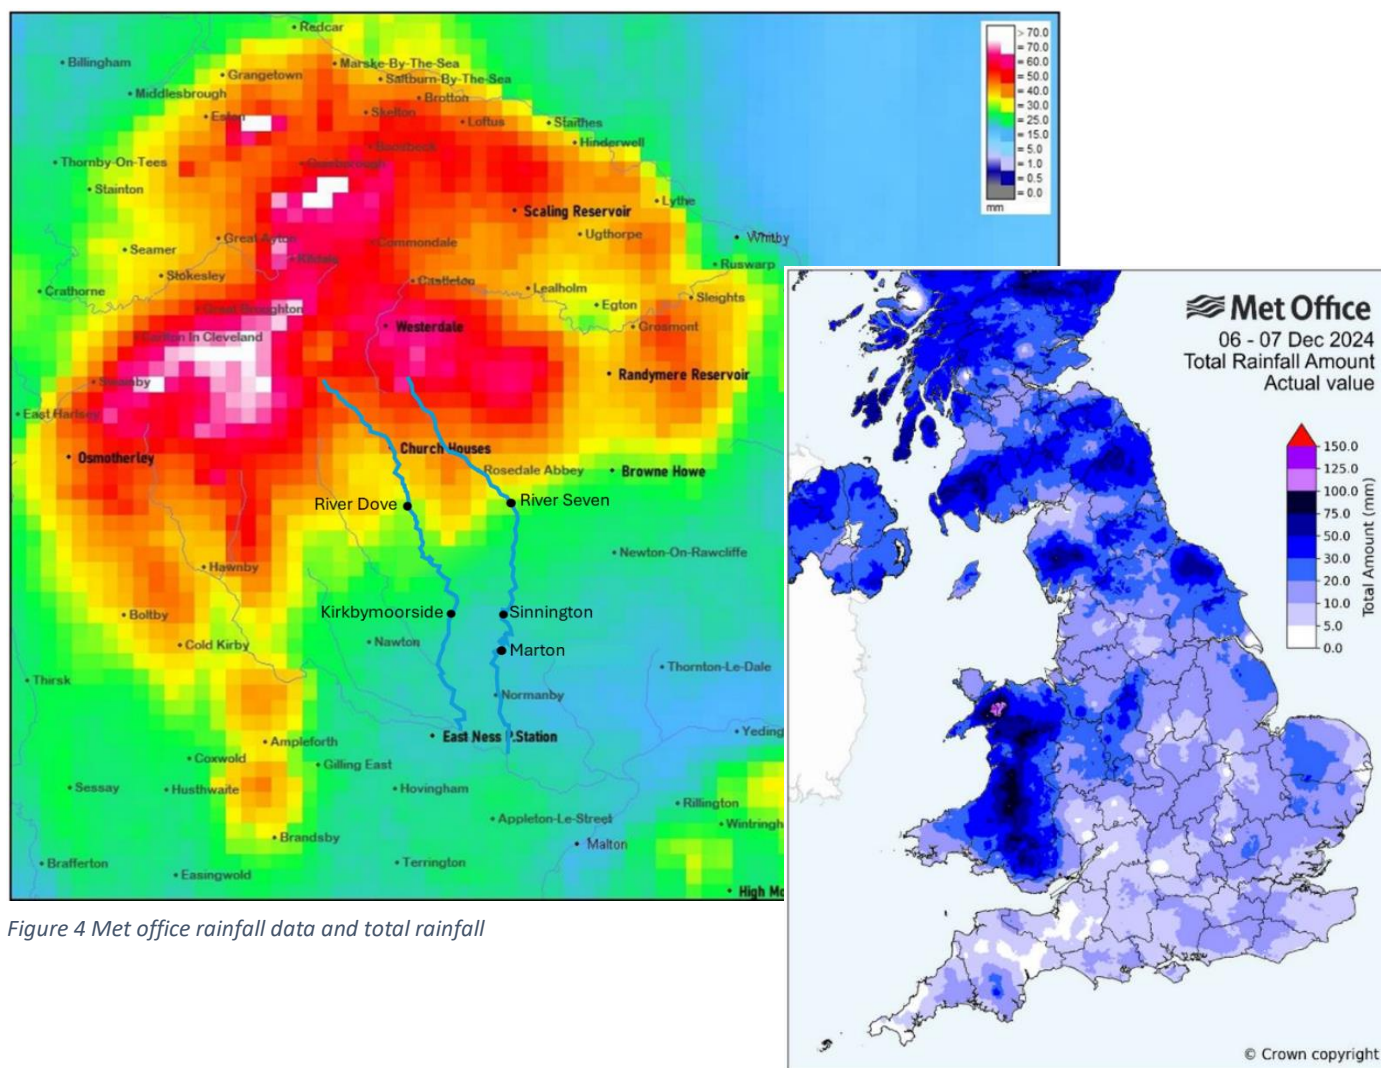 Redcar
Billingham
Marske-By-The-Sea
Grangetown
Saltburn-By-The-Sea
Middlesbrough
Brotton
Eston
Skelton
Loftus
Staithes
Boosbeck
Hinderwell
Thornby-On-Tees
Guisborough
Stainton
Lythe
Scaling Reservoir
Great Ayton
Commondale
Ugthorpe
Whitby
Seamer
Kildale
Ruswarp
Stokesley
Castleton
Lealholm
Crathorne
Sleights
Great Broughton
Egton
Westerdale
Grosmont
Carlton In Cleveland
Swainby
Randymere Reservoir
East Harlsey
Church Houses
Osmotherley
Rosedale Abbey
Browne Howe
River Dove
River Seven
Newton-On-Rawcliffe
Hawnby
Boltby
Kirkbymoorside
Sinnington
Cold Kirby
Nawton
Marton
Thornton-Le-Dale
Thirsk
Normanby
Ampleforth
East Ness P.Station
Yeding
Coxwold
Gilling East
Sessay
Husthwaite
Hovingham
Rillington
Appleton-Le-Street
Wintringh
Brandsby
Malton
Brafferton
Terrington
Easingwold
High Mo
> 70.0
= 70.0
= 60.0
= 50.0
= 40.0
= 30.0
= 25.0
= 15.0
= 5.0
= 1.0
= 0.5
= 0.0
mm
Met Office
06 - 07 Dec 2024
Total Rainfall Amount
Actual value
150.0
125.0
100.0
75.0
50.0
30.0
20.0
10.0
5.0
0.0
Total Amount (mm)
© Crown copyright
Figure 4 Met office rainfall data and total rainfall